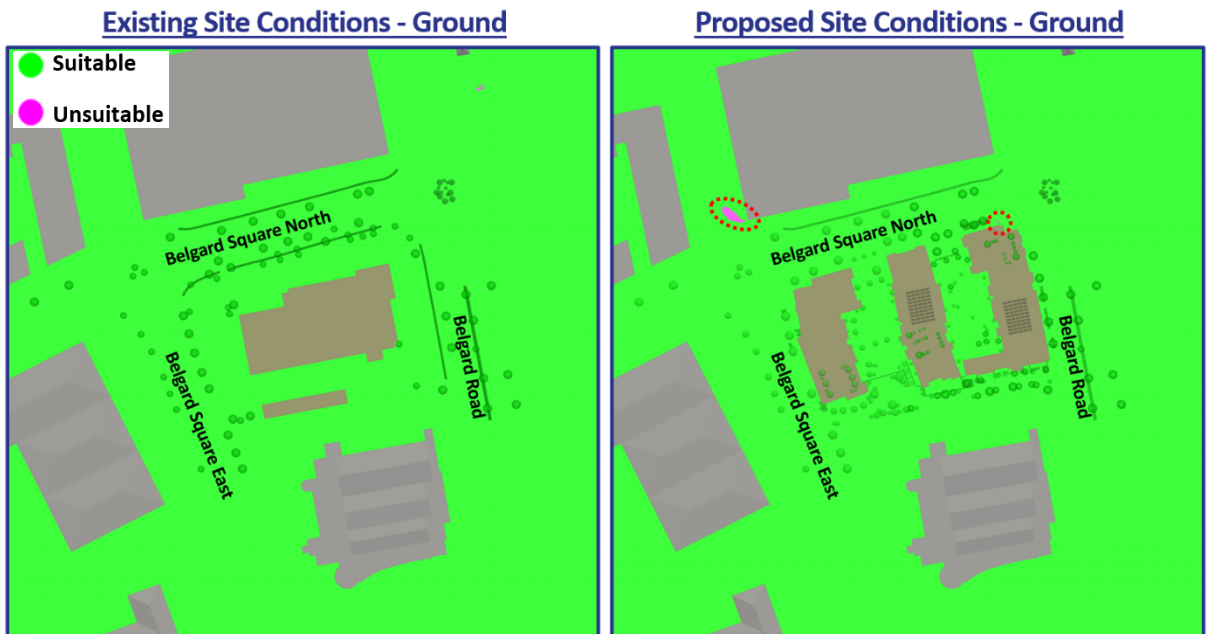 Existing Site Conditions - Ground
Proposed Site Conditions - Ground
Suitable
Unsuitable
Belgard Square North
Belgard Square East
Belgard Road
Belgard Square North
Belgard Square East
Belgard Road